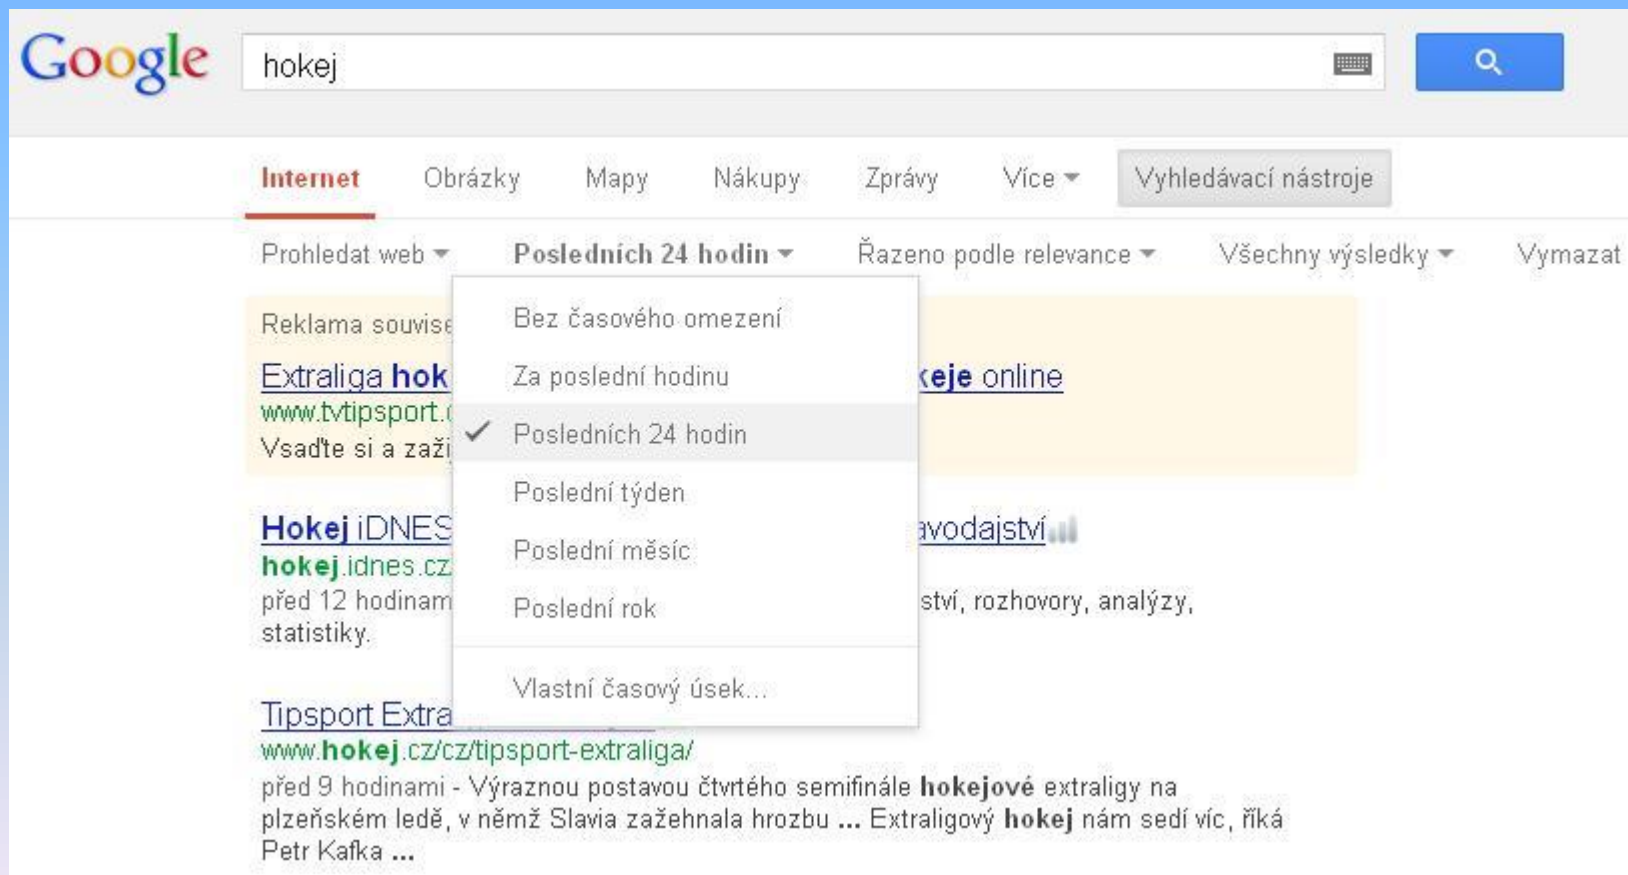 Google
hokej
Internet Obrázky Mapy Nákupy Zprávy Více Vyhledávací nástroje
Prohledat web Posledních 24 hodin Řazeno podle relevance Všechny výsledky Vymazat
Bez časového omezení
Za poslední hodinu
Posledních 24 hodin
Poslední týden
Poslední měsíc
Poslední rok
Vlastní časový úsek...
Reklama
Extraliga hok keje online
www.tvtipsport.
Vsaďte si a
Hokej iDNES
hokej.idnes.cz
před 12 hodinam ství, rozhovory, analýzy,
statistiky.
Tipsport Extra
www.hokej.cz/cz/tipsport-extraliga/
před 9 hodinami - Výraznou postavou čtvrtého semifinále hokejové extraligy na
plzeňském ledě, v němž Slavia zažehnala hrozbu ... Extraligový hokej nám sedí víc, říká
Petr Kafka ...